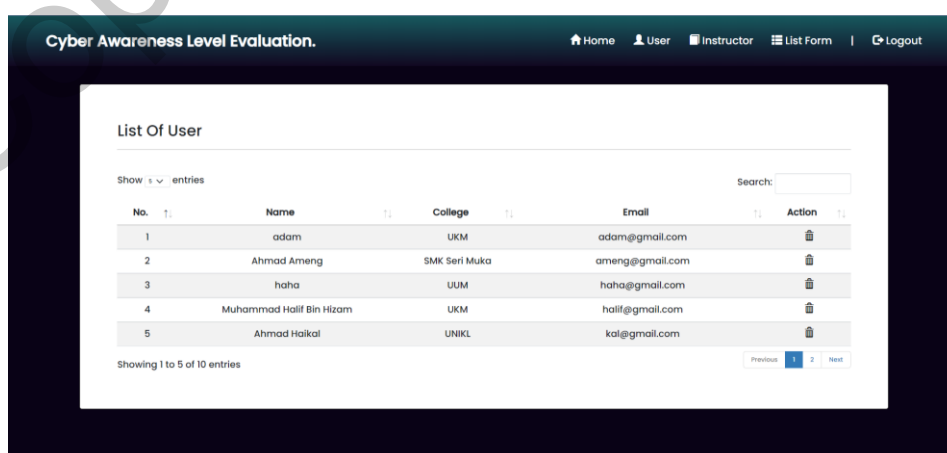 Cyber Awareness Level Evaluation. Home User Instructor List Form | Logout
List Of User
Show 5 entries Search:
No. Name College Email Action
1 adam UKM adam@gmail.com
2 Ahmad Ameng SMK Seri Muka ameng@gmail.com
3 haha UUM haha@gmail.com
4 Muhammad Halif Bin Hizam UKM halif@gmail.com
5 Ahmad Haikal UNIKL kal@gmail.com
Showing 1 to 5 of 10 entries Previous 1 2 Next